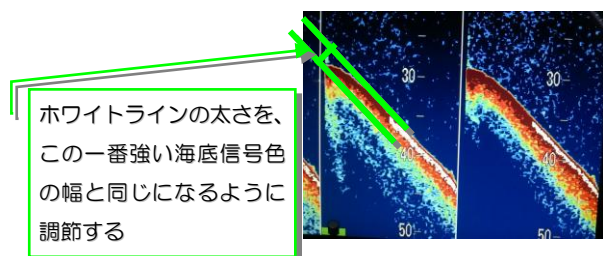 ホワイトラインの太さを、
この一番強い海底信号色
の幅と同じになるように
調節する
30
30
40
40
50
50